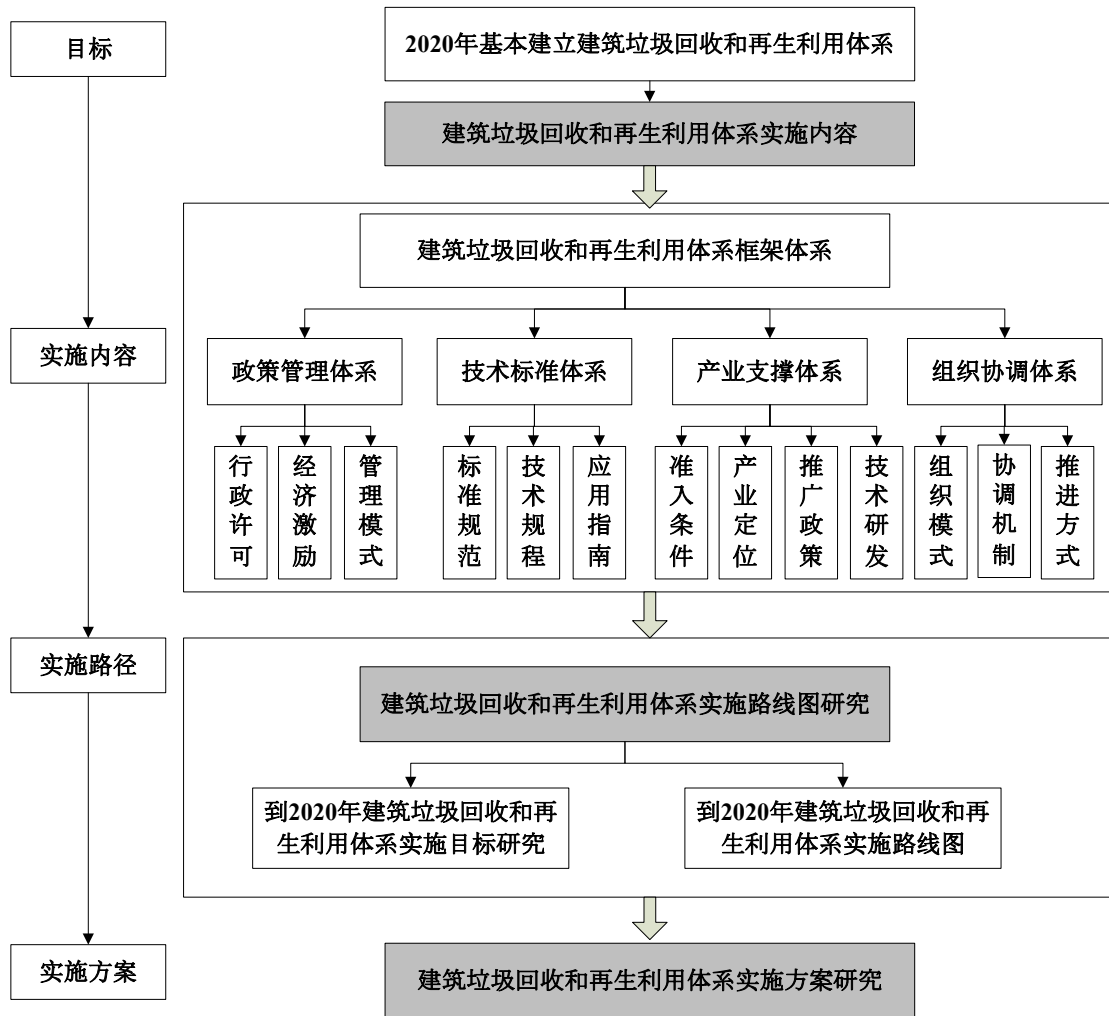 目标
2020年基本建立建筑垃圾回收和再生利用体系
建筑垃圾回收和再生利用体系实施内容
建筑垃圾回收和再生利用体系框架体系
实施内容
政策管理体系
技术标准体系
产业支撑体系
组织协调体系
行政许可
经济激励
管理模式
标准规范
技术规程
应用指南
准入条件
产业定位
推广政策
技术研发
组织模式
协调机制
推进方式
实施路径
建筑垃圾回收和再生利用体系实施路线图研究
到2020年建筑垃圾回收和再
生利用体系实施目标研究
到2020年建筑垃圾回收和再
生利用体系实施路线图
实施方案
建筑垃圾回收和再生利用体系实施方案研究